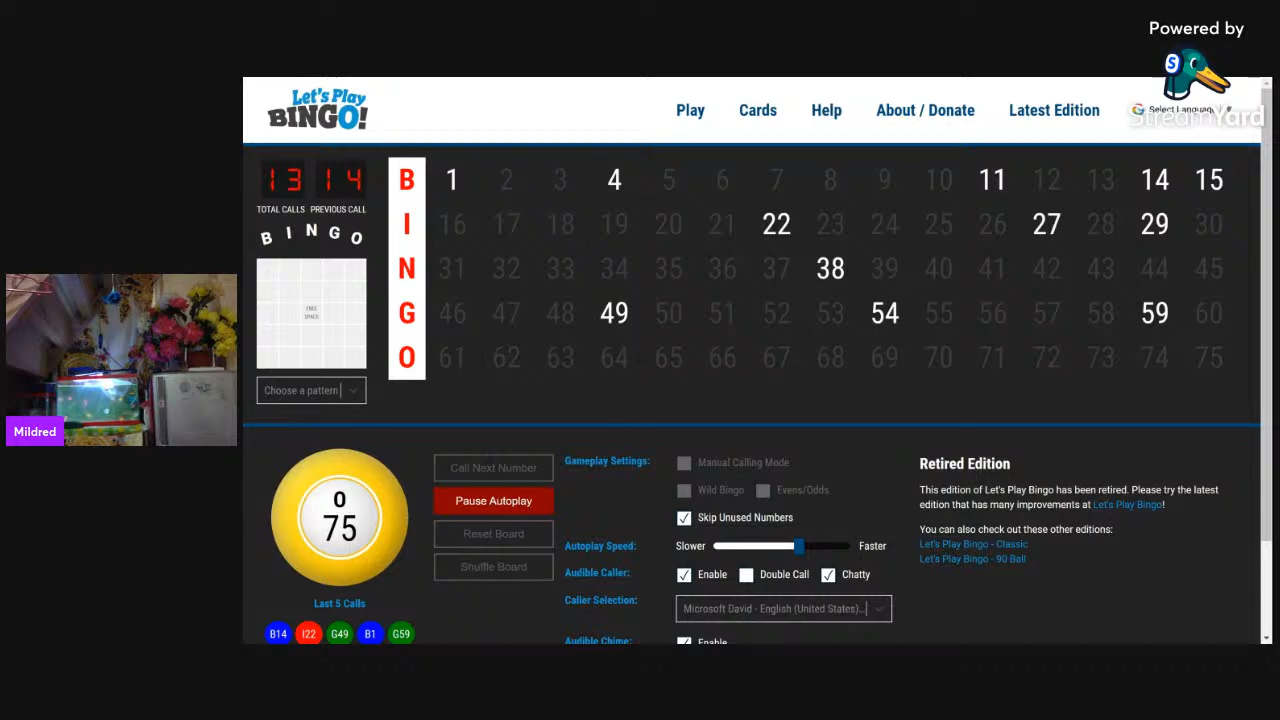 Powered by
StreamYard
Let's Play
BINGO!
Play
Cards
Help
About / Donate
Latest Edition
Select Language
13 14
TOTAL CALLS PREVIOUS CALL
B I N G O
FREE
SPACE
Choose a pattern
B 1 2 3 4 5 6 7 8 9 10 11 12 13 14 15
I 16 17 18 19 20 21 22 23 24 25 26 27 28 29 30
N 31 32 33 34 35 36 37 38 39 40 41 42 43 44 45
G 46 47 48 49 50 51 52 53 54 55 56 57 58 59 60
O 61 62 63 64 65 66 67 68 69 70 71 72 73 74 75
Mildred
O
75
Last 5 Calls
B14 I22 G49 B1 G59
Call Next Number
Pause Autoplay
Reset Board
Shuffle Board
Gameplay Settings:
Manual Calling Mode
Wild Bingo
Evens/Odds
Skip Unused Numbers
Autoplay Speed:
Slower
Faster
Audible Caller:
Enable
Double Call
Chatty
Caller Selection:
Microsoft David - English (United States)...
Audible Chime:
Enable
Retired Edition
This edition of Let's Play Bingo has been retired. Please try the latest
edition that has many improvements at Let's Play Bingo!
You can also check out these other editions:
Let's Play Bingo - Classic
Let's Play Bingo - 90 Ball